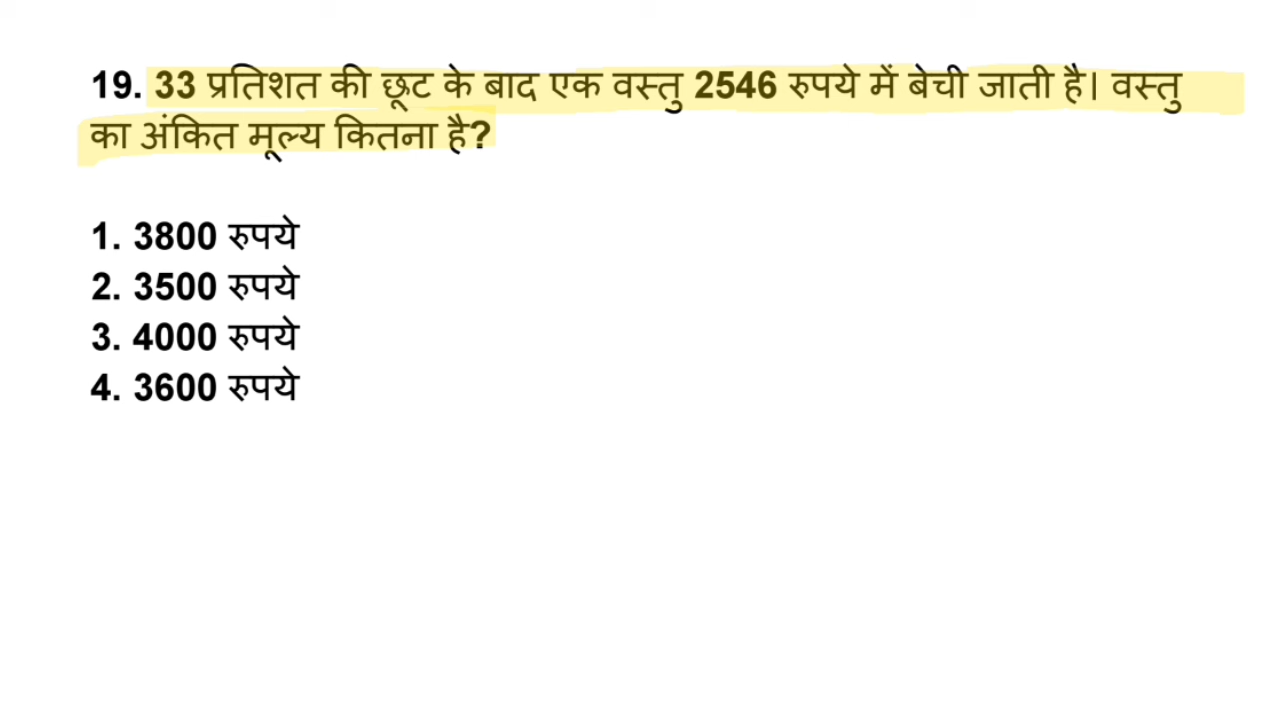 19. 33 प्रतिशत की छूट के बाद एक वस्तु 2546 रुपये में बेची जाती है। वस्तु
का अंकित मूल्य कितना है?
1. 3800 रुपये
2. 3500 रुपये
3. 4000 रुपये
4. 3600 रुपये